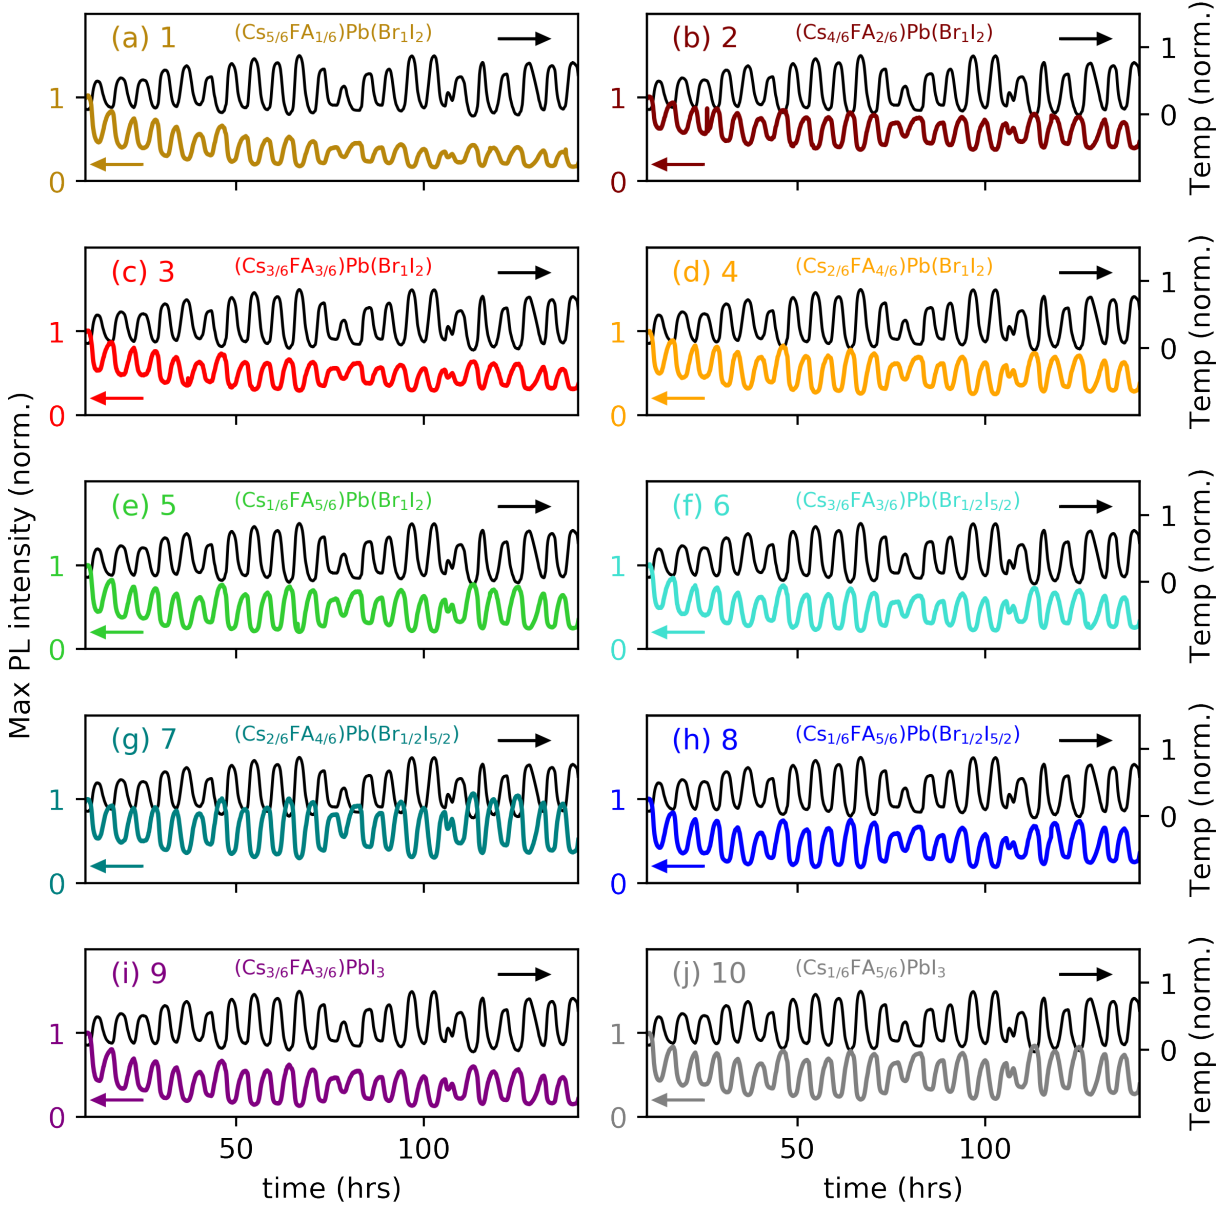 (a) 1 (Cs5/6FA1/6)Pb(Br1I2)
1
0
(b) 2 (Cs4/6FA2/6)Pb(Br1I2)
1
0
1
0
Temp (norm.)
(c) 3 (Cs3/6FA3/6)Pb(Br1I2)
1
0
(d) 4 (Cs2/6FA4/6)Pb(Br1I2)
1
0
1
0
Temp (norm.)
Max PL intensity (norm.)
(e) 5 (Cs1/6FA5/6)Pb(Br1I2)
1
0
(f) 6 (Cs3/6FA3/6)Pb(Br1/2I5/2)
1
0
1
0
Temp (norm.)
(g) 7 (Cs2/6FA4/6)Pb(Br1/2I5/2)
1
0
(h) 8 (Cs1/6FA5/6)Pb(Br1/2I5/2)
1
0
1
0
Temp (norm.)
(i) 9 (Cs3/6FA3/6)PbI3
1
0
50 100
time (hrs)
(j) 10 (Cs1/6FA5/6)PbI3
1
0
1
0
Temp (norm.)
50 100
time (hrs)